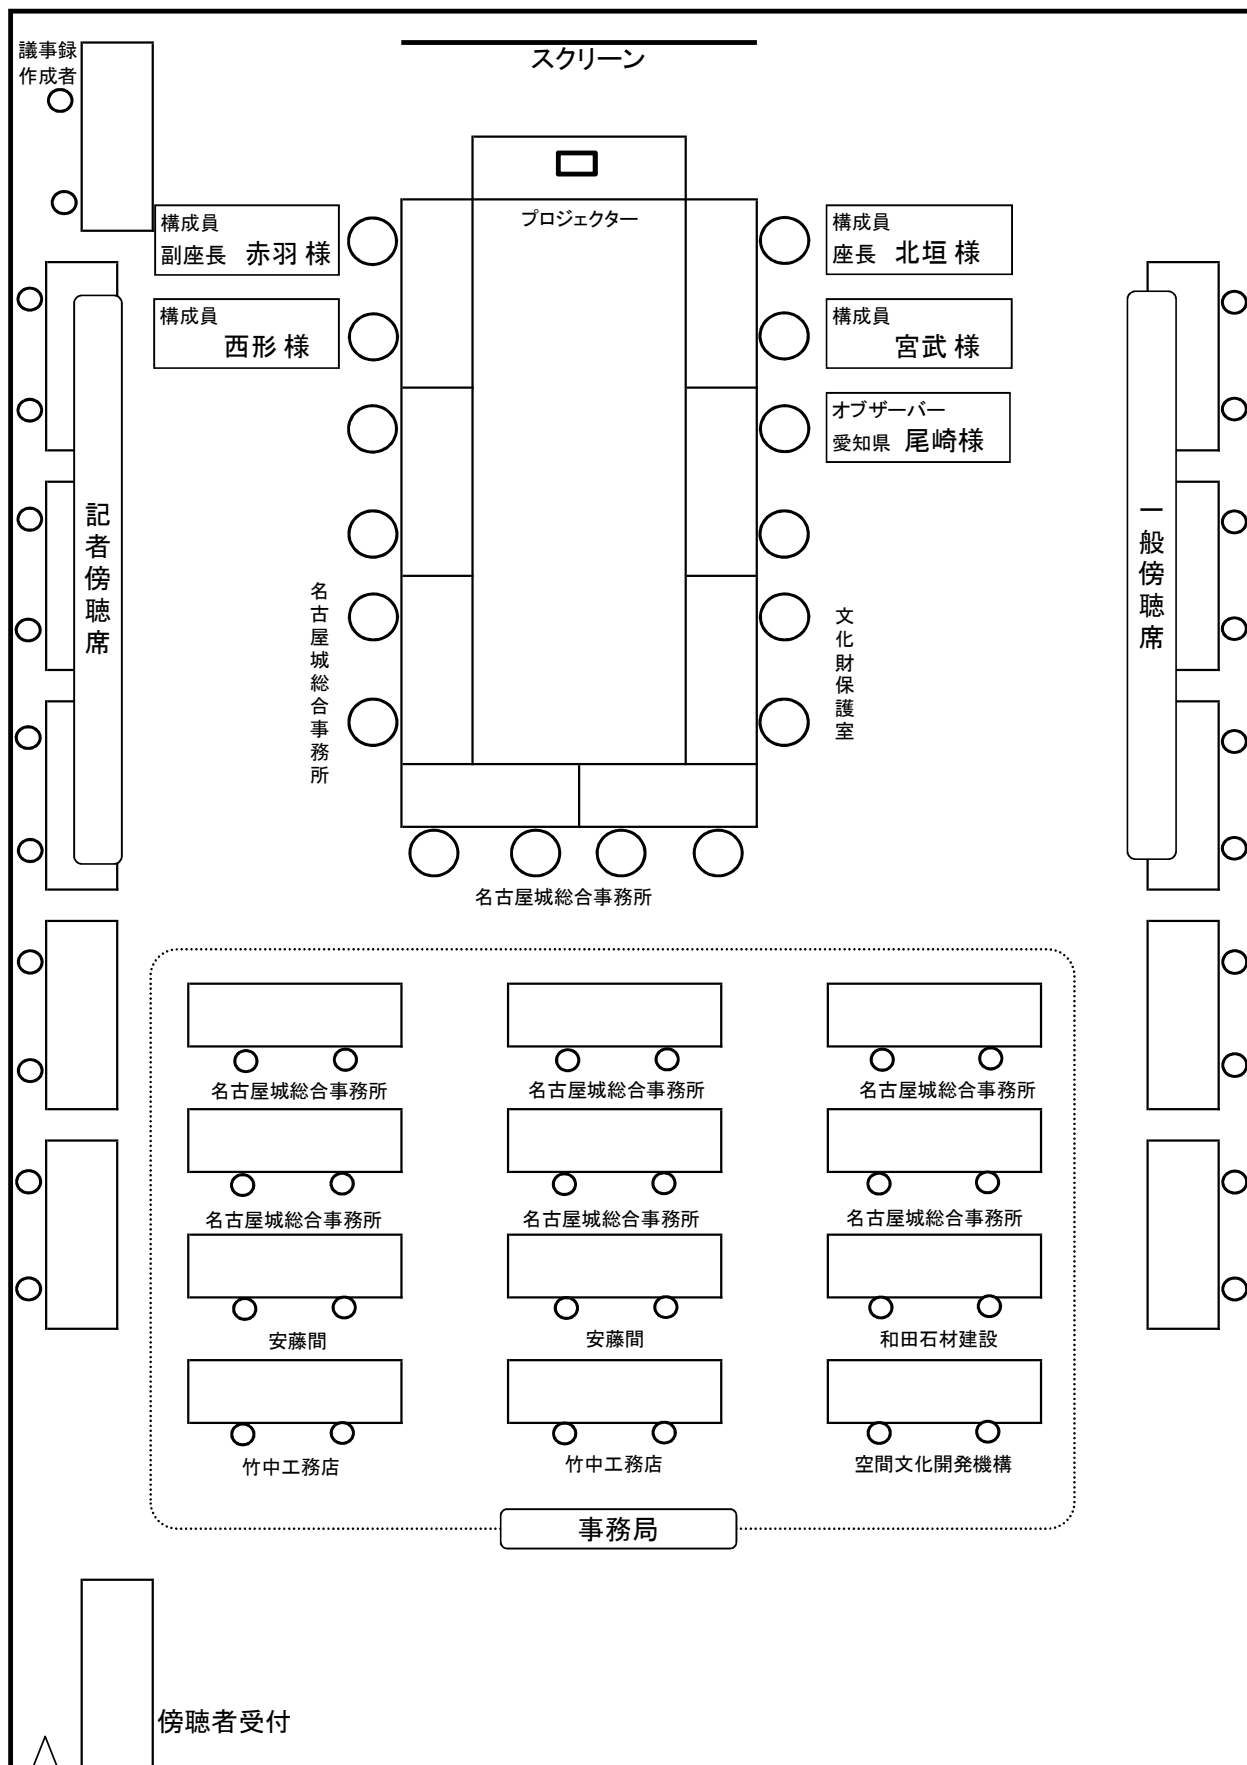 議事録
作成者
スクリーン
プロジェクター
構成員
副座長 赤羽 様
構成員
座長 北垣 様
構成員
西形 様
構成員
宮武 様
オブザーバー
愛知県 尾崎様
記者傍聴席
一般傍聴席
名古屋城総合事務所
文化財保護室
名古屋城総合事務所
名古屋城総合事務所
名古屋城総合事務所
名古屋城総合事務所
名古屋城総合事務所
名古屋城総合事務所
名古屋城総合事務所
安藤間
安藤間
和田石材建設
竹中工務店
竹中工務店
空間文化開発機構
事務局
傍聴者受付